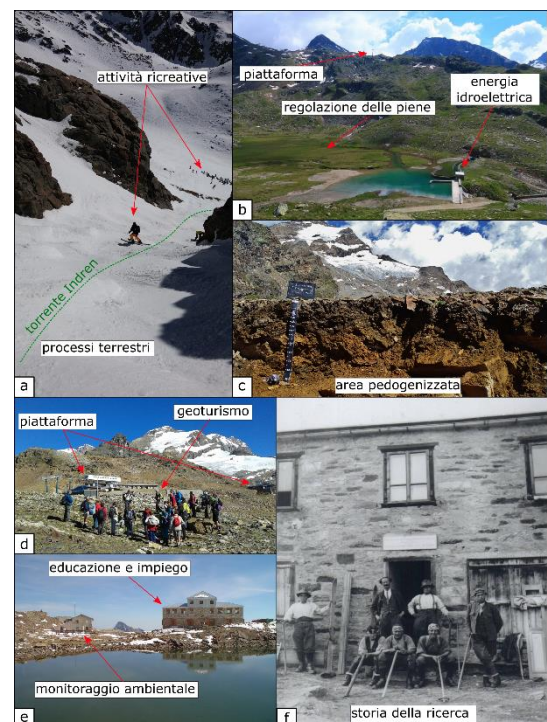 attività ricreative
torrente Indren
processi terrestri
a
piattaforma
energia
idroelettrica
regolazione delle piene
b
area pedogenizzata
c
piattaforma
geoturismo
d
educazione e impiego
monitoraggio ambientale
e
storia della ricerca
f